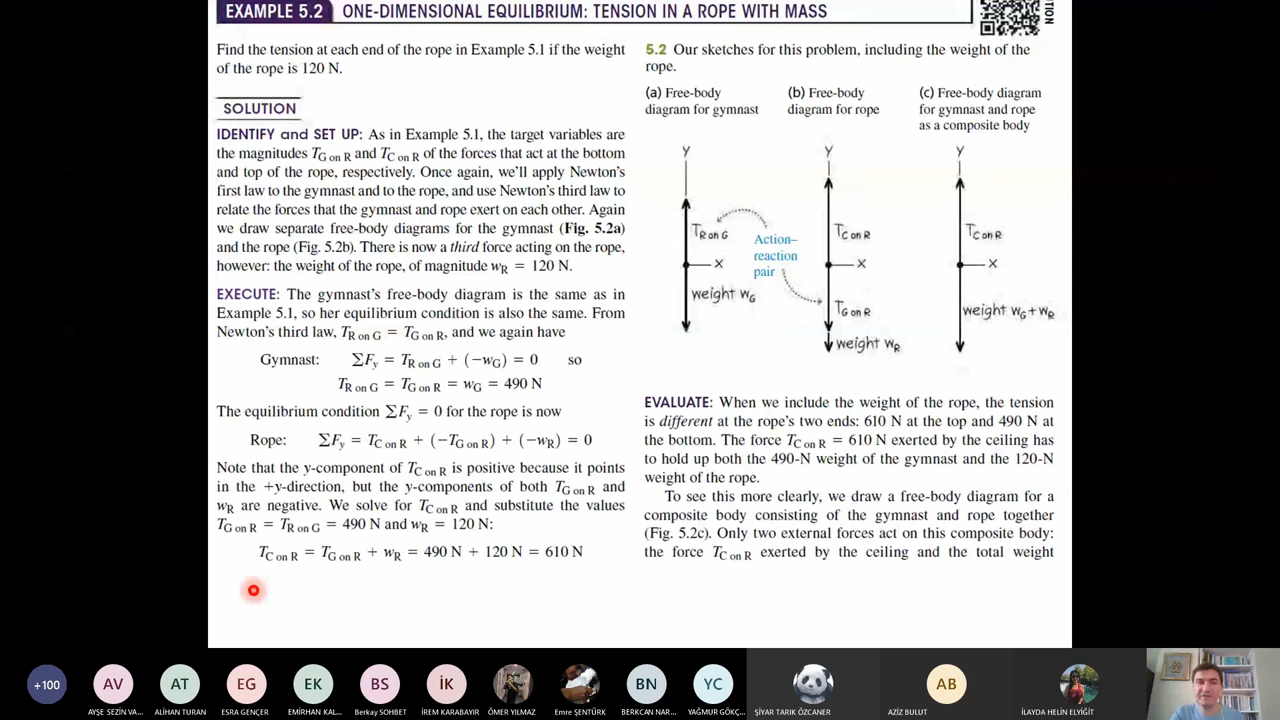 EXAMPLE 5.2 ONE-DIMENSIONAL EQUILIBRIUM: TENSION IN A ROPE WITH MASS
Find the tension at each end of the rope in Example 5.1 if the weight
of the rope is 120 N.
SOLUTION
IDENTIFY and SET UP: As in Example 5.1, the target variables are
the magnitudes T_G on R and T_C on R of the forces that act at the bottom
and top of the rope, respectively. Once again, we'll apply Newton's
first law to the gymnast and to the rope, and use Newton's third law to
relate the forces that the gymnast and rope exert on each other. Again
we draw separate free-body diagrams for the gymnast (Fig. 5.2a)
and the rope (Fig. 5.2b). There is now a third force acting on the rope,
however: the weight of the rope, of magnitude w_R = 120 N.
EXECUTE: The gymnast's free-body diagram is the same as in
Example 5.1, so her equilibrium condition is also the same. From
Newton's third law, T_R on G = T_G on R, and we again have
Gymnast: ΣF_y = T_R on G + (−w_G) = 0 so
T_R on G = T_G on R = w_G = 490 N
The equilibrium condition ΣF_y = 0 for the rope is now
Rope: ΣF_y = T_C on R + (−T_G on R) + (−w_R) = 0
Note that the y-component of T_C on R is positive because it points
in the +y-direction, but the y-components of both T_G on R and
w_R are negative. We solve for T_C on R and substitute the values
T_G on R = T_R on G = 490 N and w_R = 120 N:
T_C on R = T_G on R + w_R = 490 N + 120 N = 610 N
5.2 Our sketches for this problem, including the weight of the
rope.
(a) Free-body
diagram for gymnast
(b) Free-body
diagram for rope
(c) Free-body diagram
for gymnast and rope
as a composite body
y
T_R on G
x
weight w_G
Action–
reaction
pair
y
T_C on R
x
T_G on R
weight w_R
y
T_C on R
x
weight w_G + w_R
EVALUATE: When we include the weight of the rope, the tension
is different at the rope's two ends: 610 N at the top and 490 N at
the bottom. The force T_C on R = 610 N exerted by the ceiling has
to hold up both the 490-N weight of the gymnast and the 120-N
weight of the rope.
To see this more clearly, we draw a free-body diagram for a
composite body consisting of the gymnast and rope together
(Fig. 5.2c). Only two external forces act on this composite body:
the force T_C on R exerted by the ceiling and the total weight
+100 AV AT EG EK BS İK BN YC AB
AYŞE SEZİN VA... ALİHAN TURAN ESRA GENÇER EMİRHAN KAL... Berkay SOHBET İREM KARABAYIR ÖMER YILMAZ Emre ŞENTÜRK BERKCAN NAR... YAĞMUR GÖKÇ... ŞİYAR TARIK ÖZCANER AZİZ BULUT İLAYDA HELİN ELYİĞİT